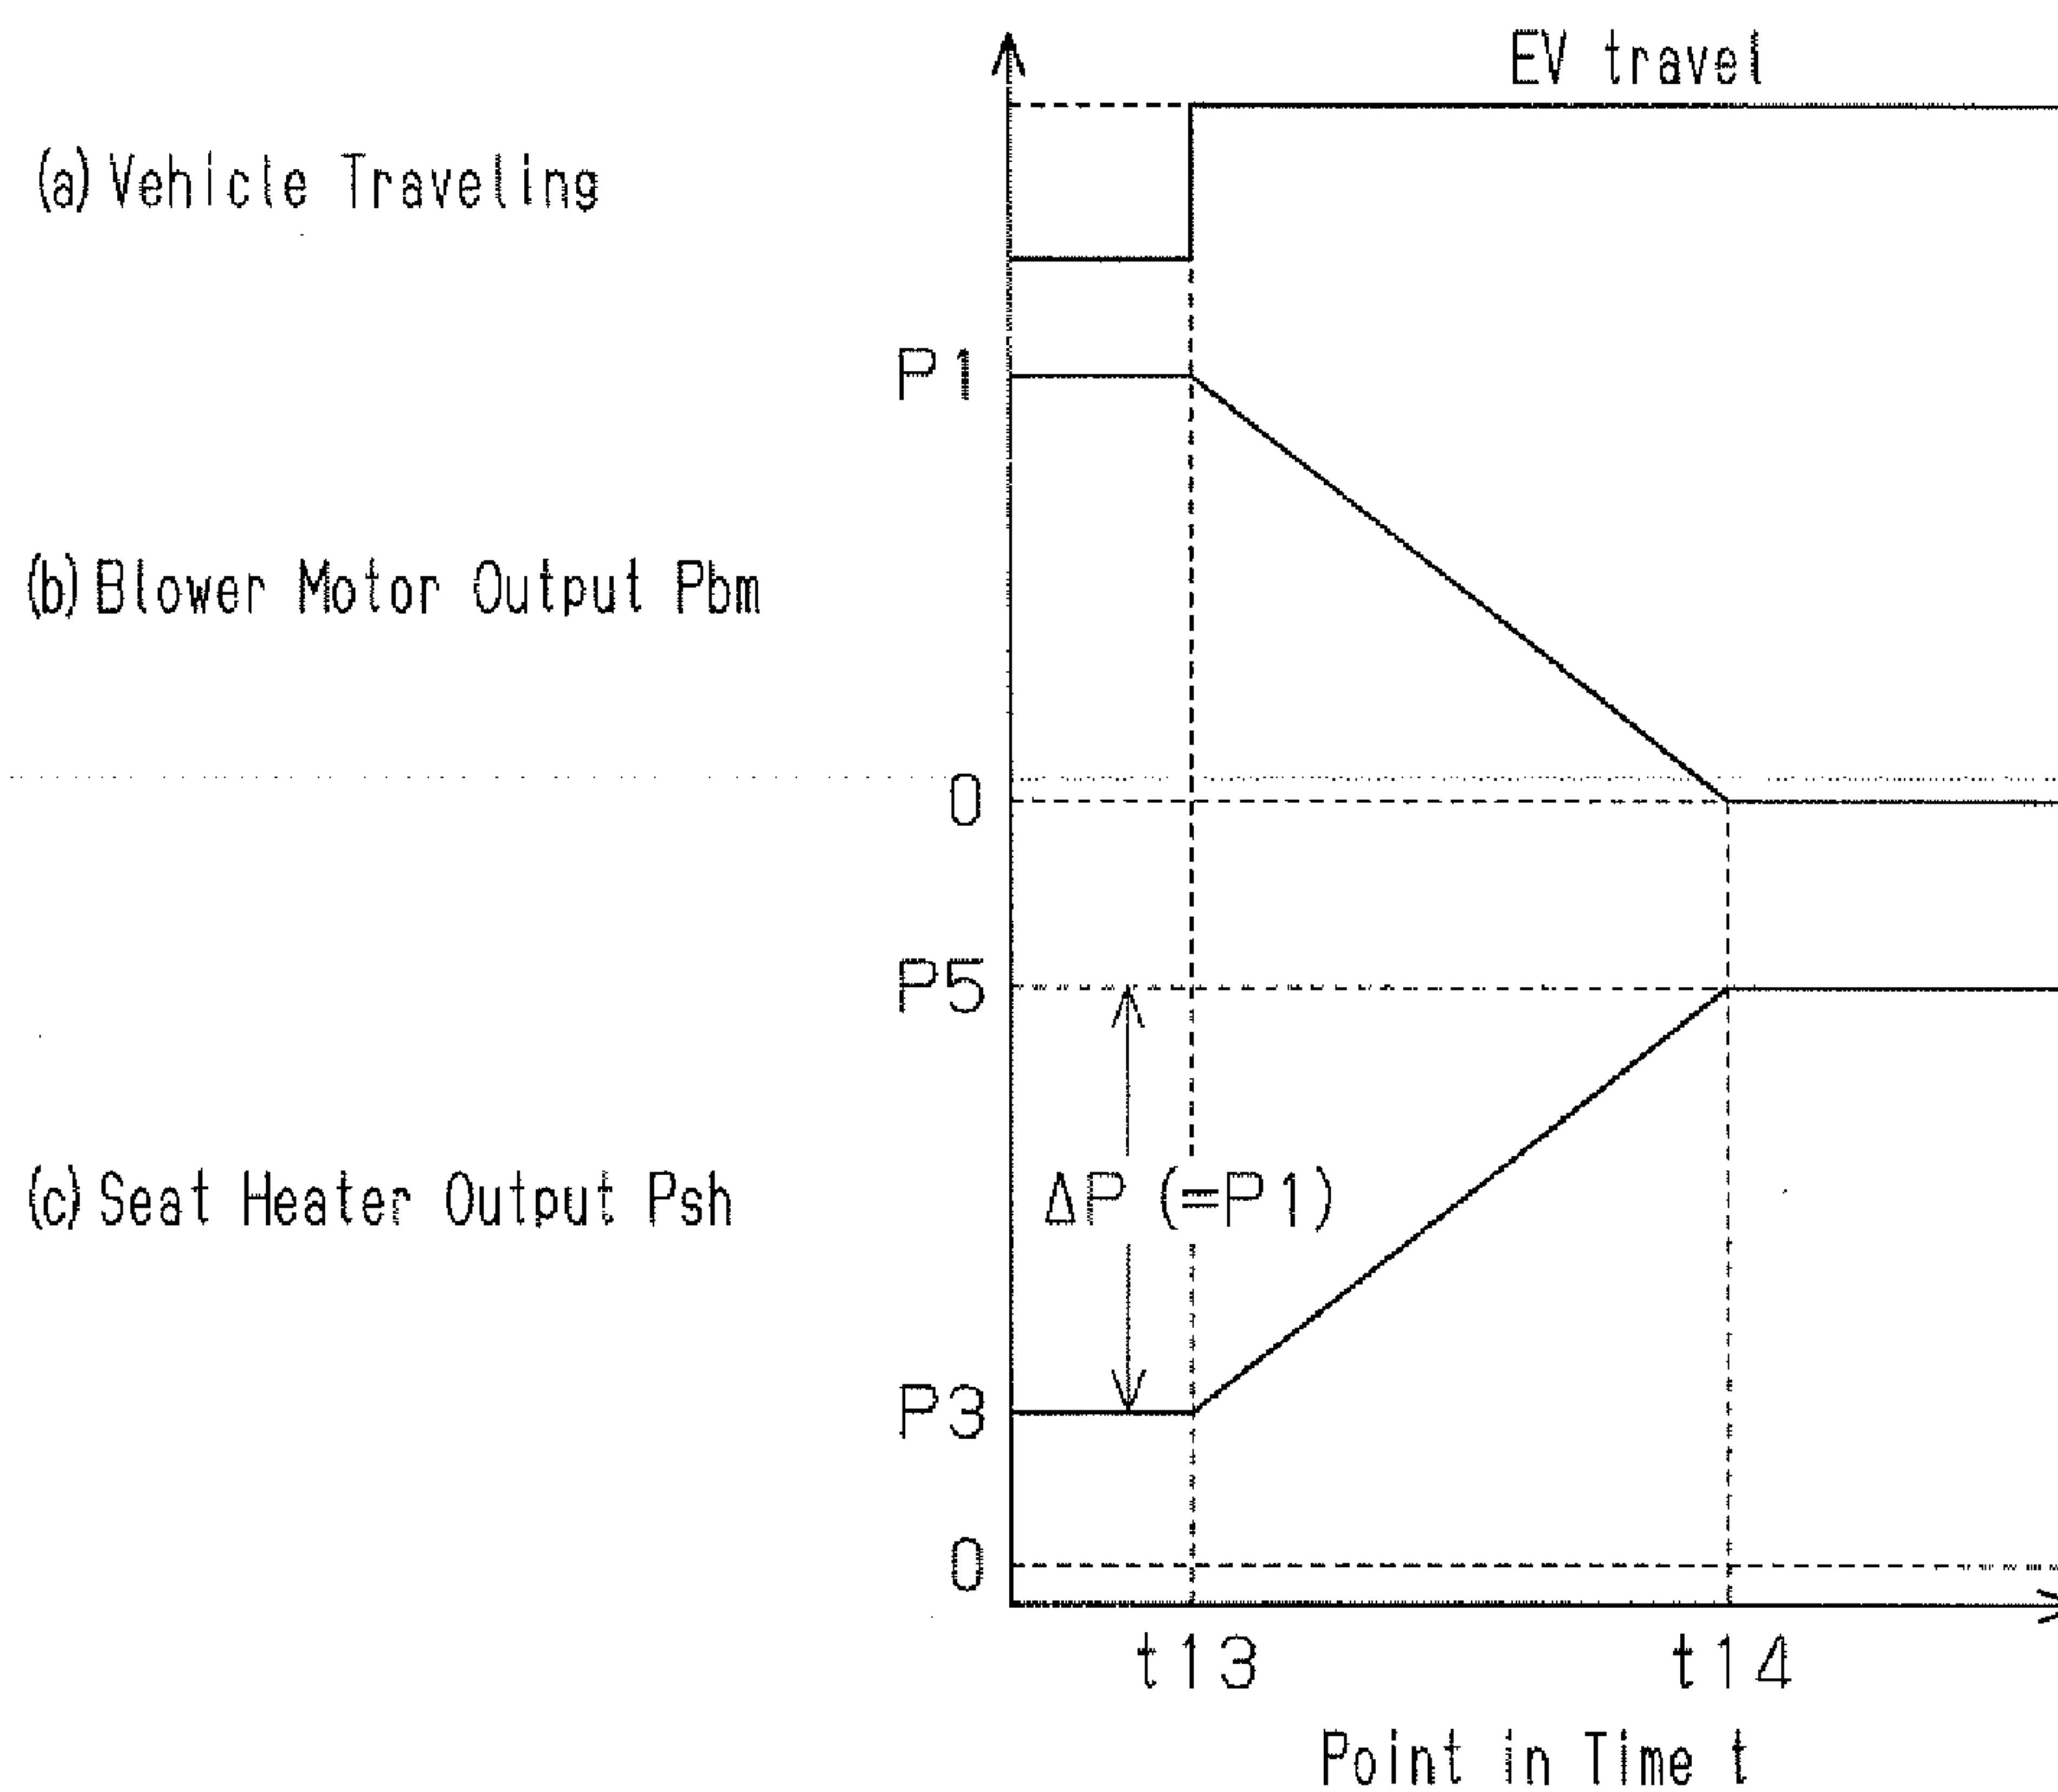 EV travel
(a) Vehicle Traveling
P1
(b) Blower Motor Output Pbm
0
P5
(c) Seat Heater Output Psh
ΔP (=P1)
P3
0
t13
t14
Point in Time t